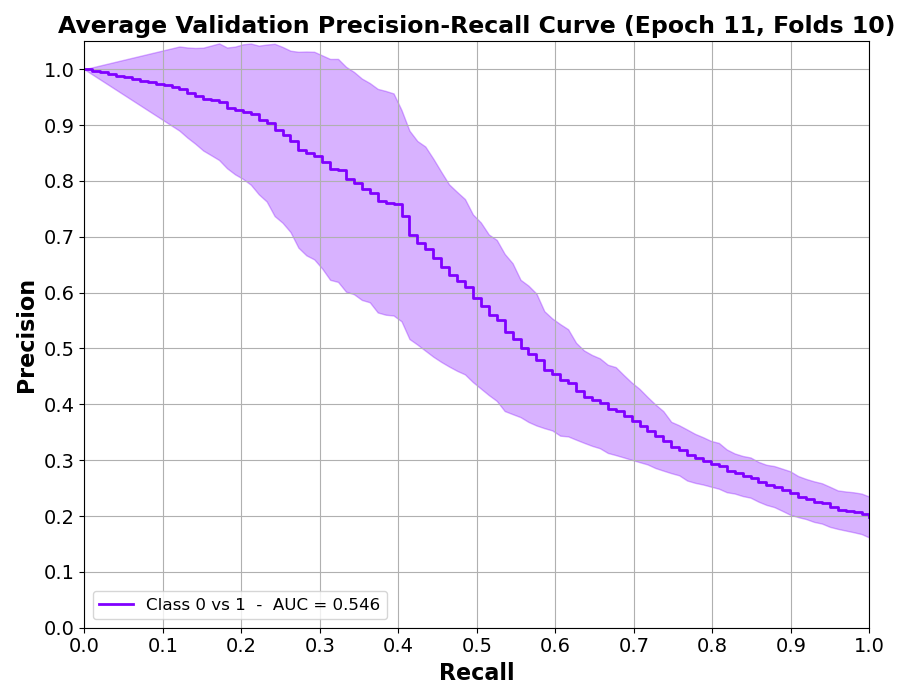 Average Validation Precision-Recall Curve (Epoch 11, Folds 10)
Precision
1.0
0.9
0.8
0.7
0.6
0.5
0.4
0.3
0.2
0.1
0.0
Class 0 vs 1 - AUC = 0.546
0.0 0.1 0.2 0.3 0.4 0.5 0.6 0.7 0.8 0.9 1.0
Recall